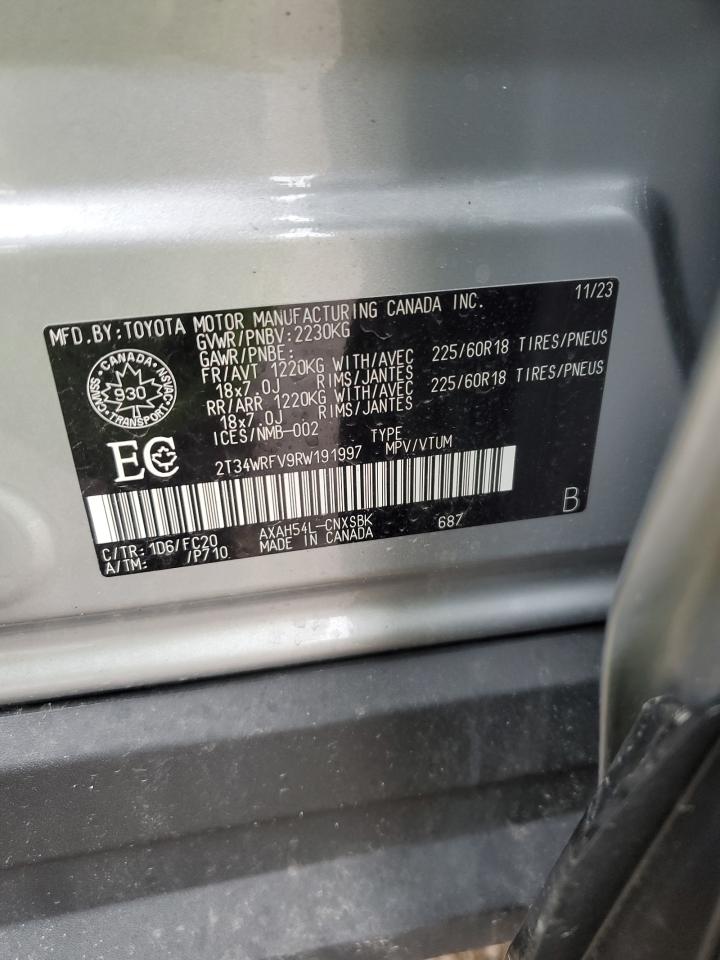 MFD.BY:TOYOTA MOTOR MANUFACTURING CANADA INC. 11/23
GVWR/PNBV:2230KG
GAWR/PNBE:
FR/AVT 1220KG WITH/AVEC 225/60R18 TIRES/PNEUS
18x7.0J RIMS/JANTES
RR/ARR 1220KG WITH/AVEC 225/60R18 TIRES/PNEUS
18x7.0J RIMS/JANTES
ICES/NMB-002 TYPE
2T34WRFV9RW191997 MPV/VTUM
CANADA
CMVSS NSVAC
930
TRANSPORT
EC
C/TR: 1D6/FC20 AXAH54L-CNXSBK 687
A/TM: /P710 MADE IN CANADA
B